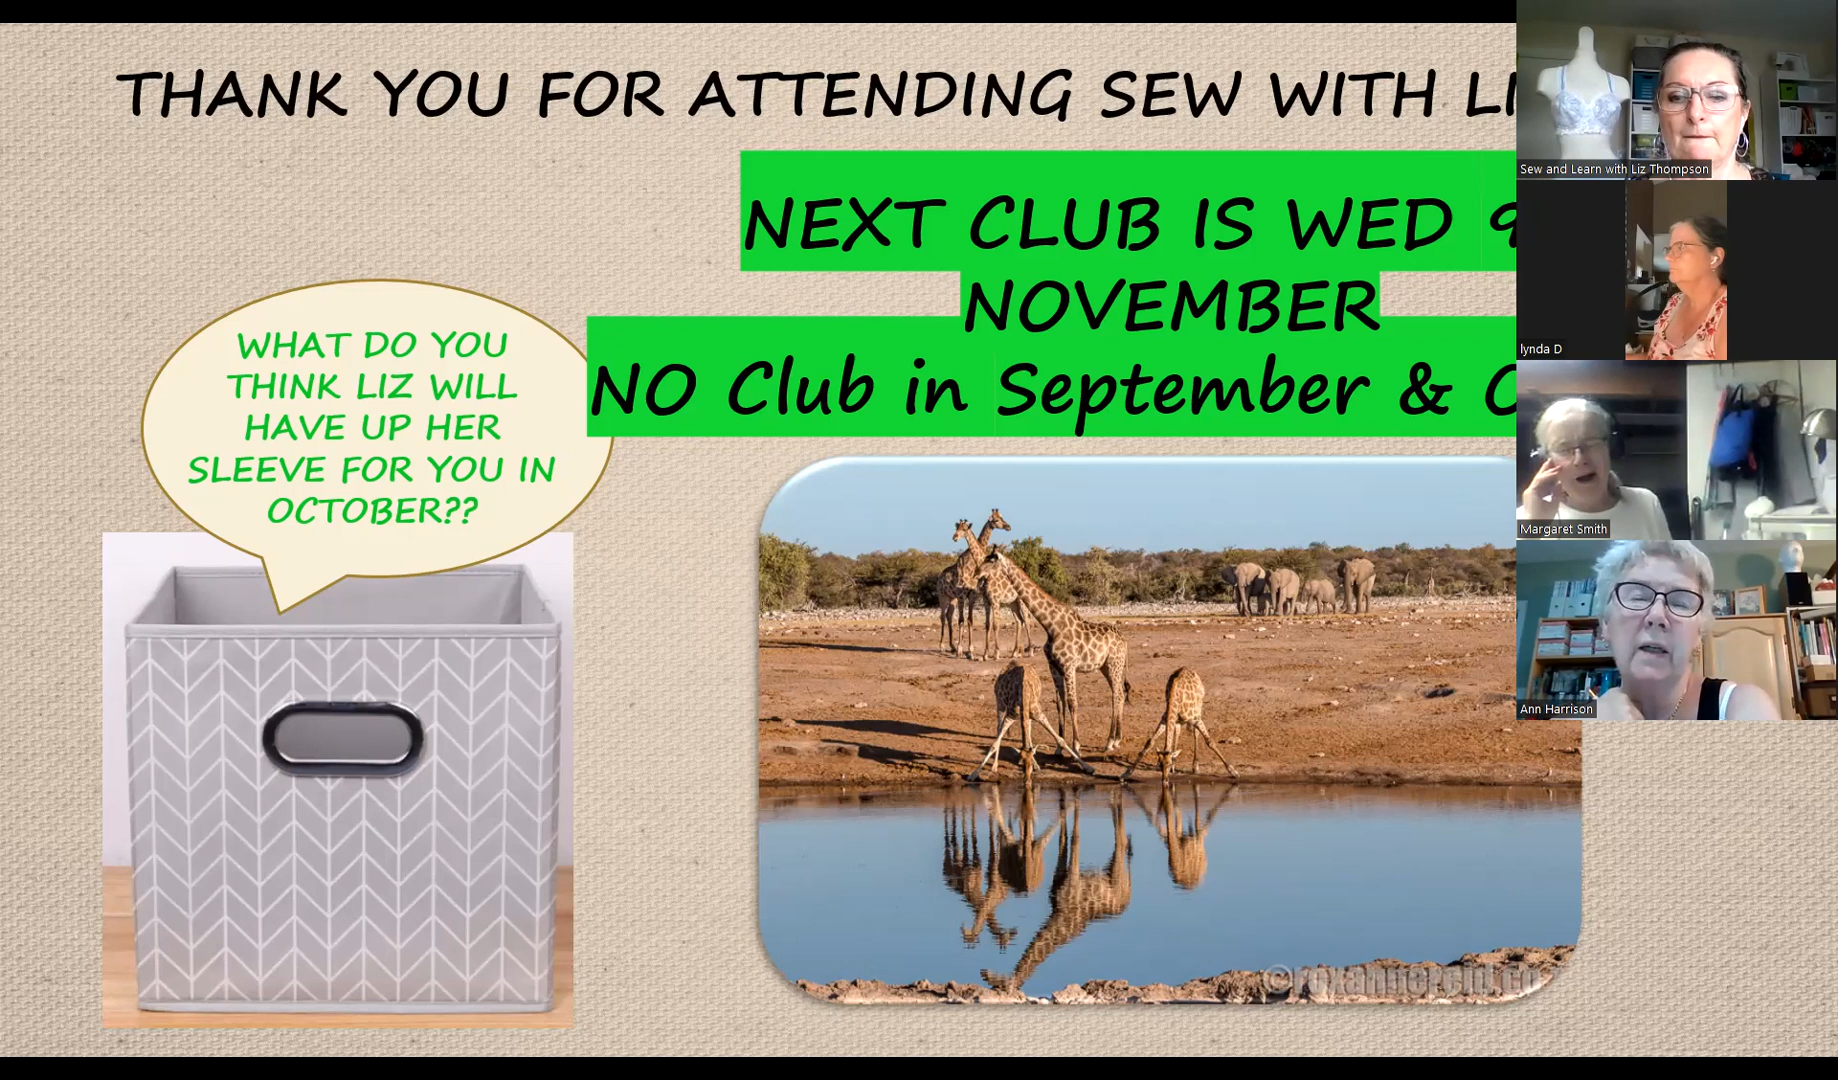 THANK YOU FOR ATTENDING SEW WITH LI
NEXT CLUB IS WED 9
NOVEMBER
NO Club in September & O
WHAT DO YOU
THINK LIZ WILL
HAVE UP HER
SLEEVE FOR YOU IN
OCTOBER??
Sew and Learn with Liz Thompson
lynda D
Margaret Smith
Ann Harrison